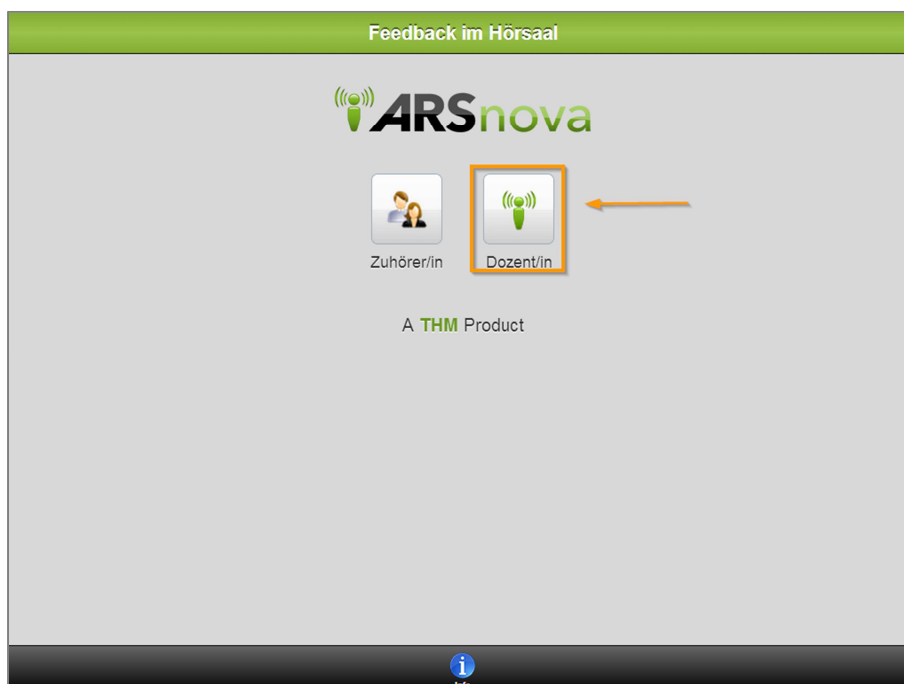 Feedback im Hörsaal
ARSnova
Zuhörer/in Dozent/in
A THM Product